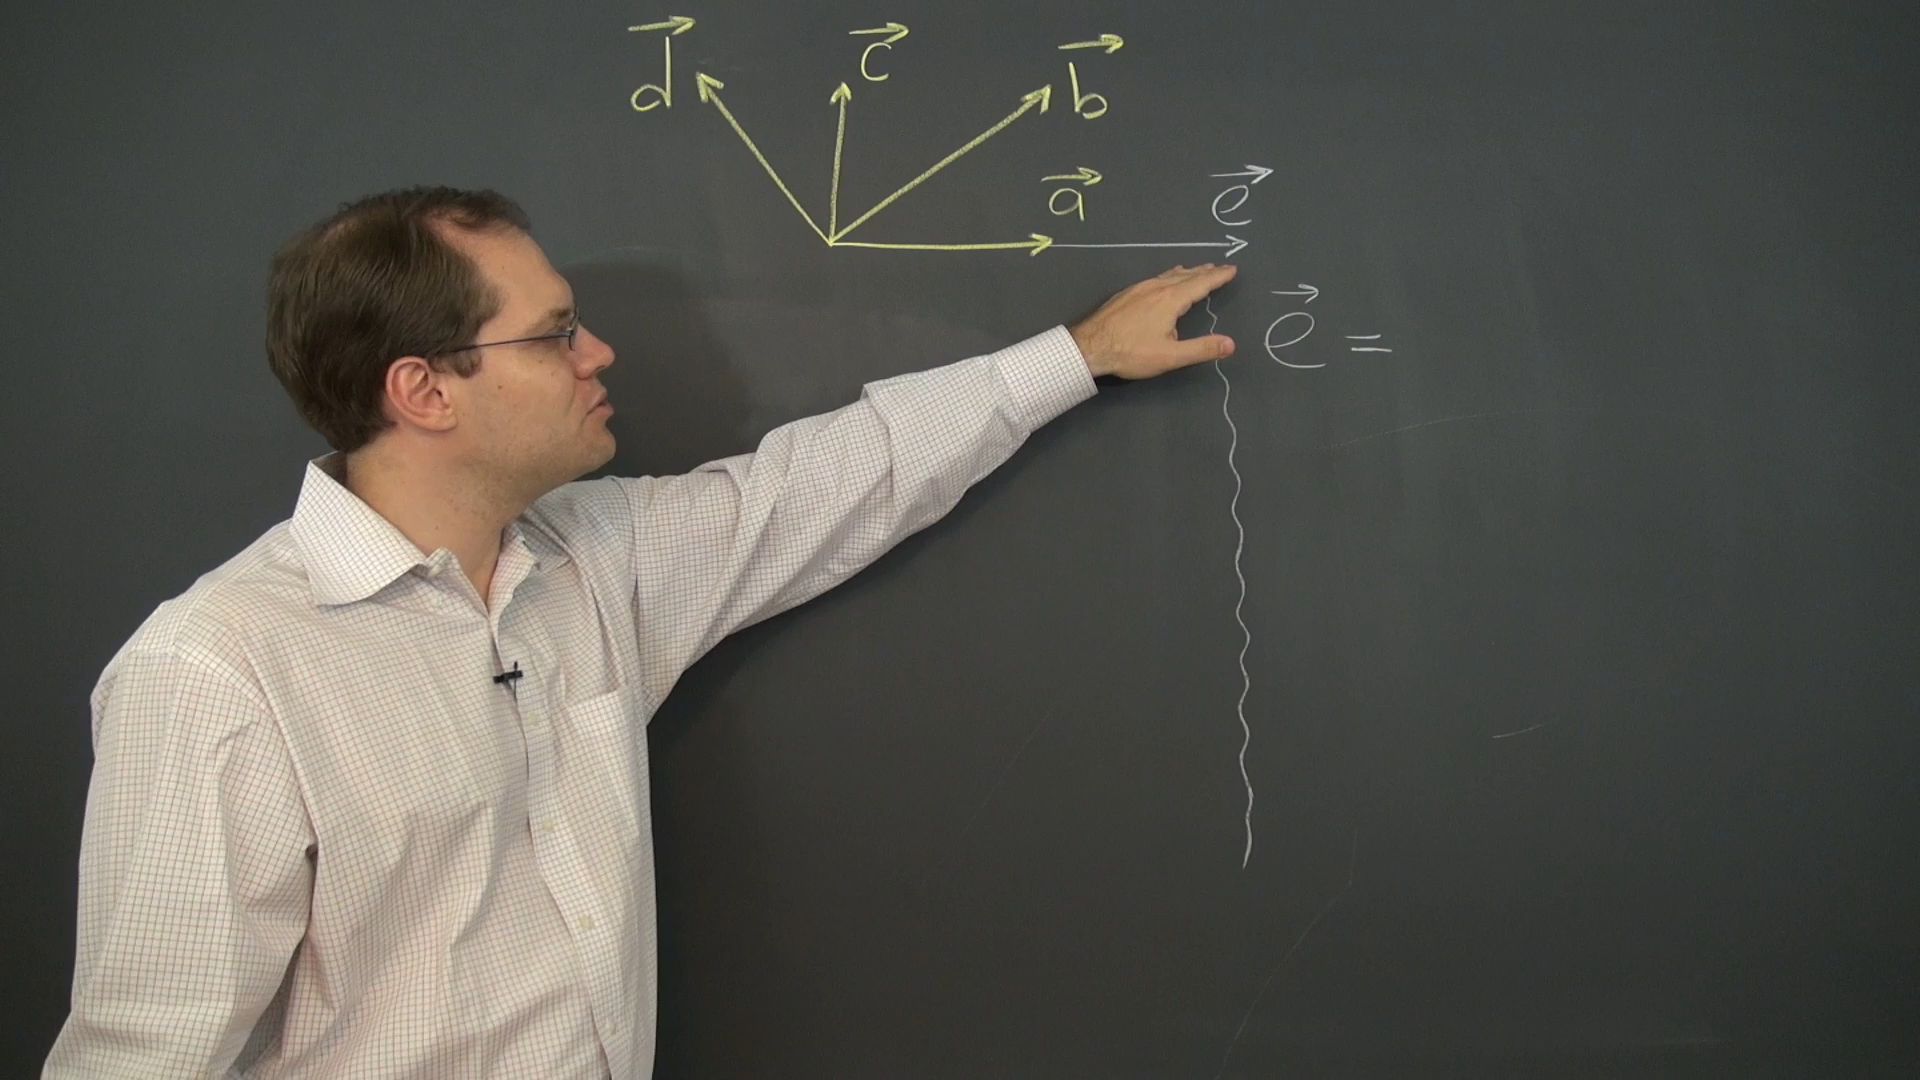 d⃗ c⃗ b⃗
a⃗ e⃗
e⃗ =